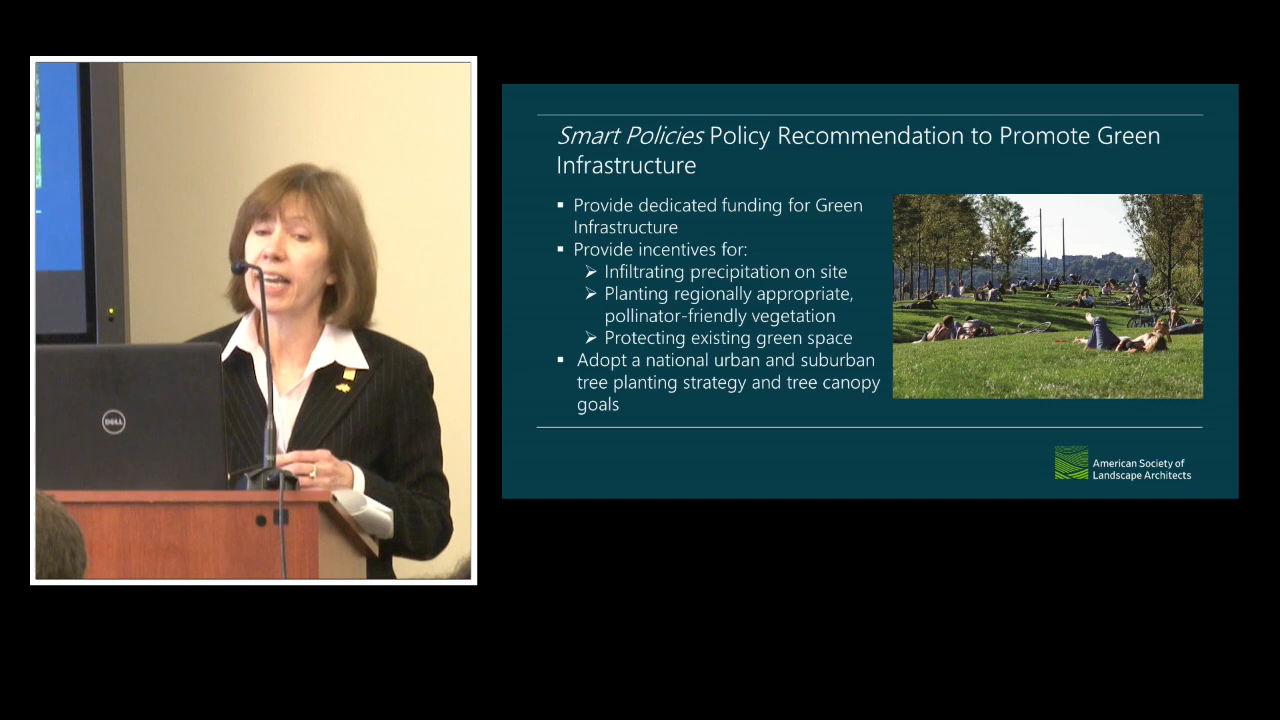 Smart Policies Policy Recommendation to Promote Green
Infrastructure
▪ Provide dedicated funding for Green
Infrastructure
▪ Provide incentives for:
➢ Infiltrating precipitation on site
➢ Planting regionally appropriate,
pollinator-friendly vegetation
➢ Protecting existing green space
▪ Adopt a national urban and suburban
tree planting strategy and tree canopy
goals
American Society of
Landscape Architects
DELL